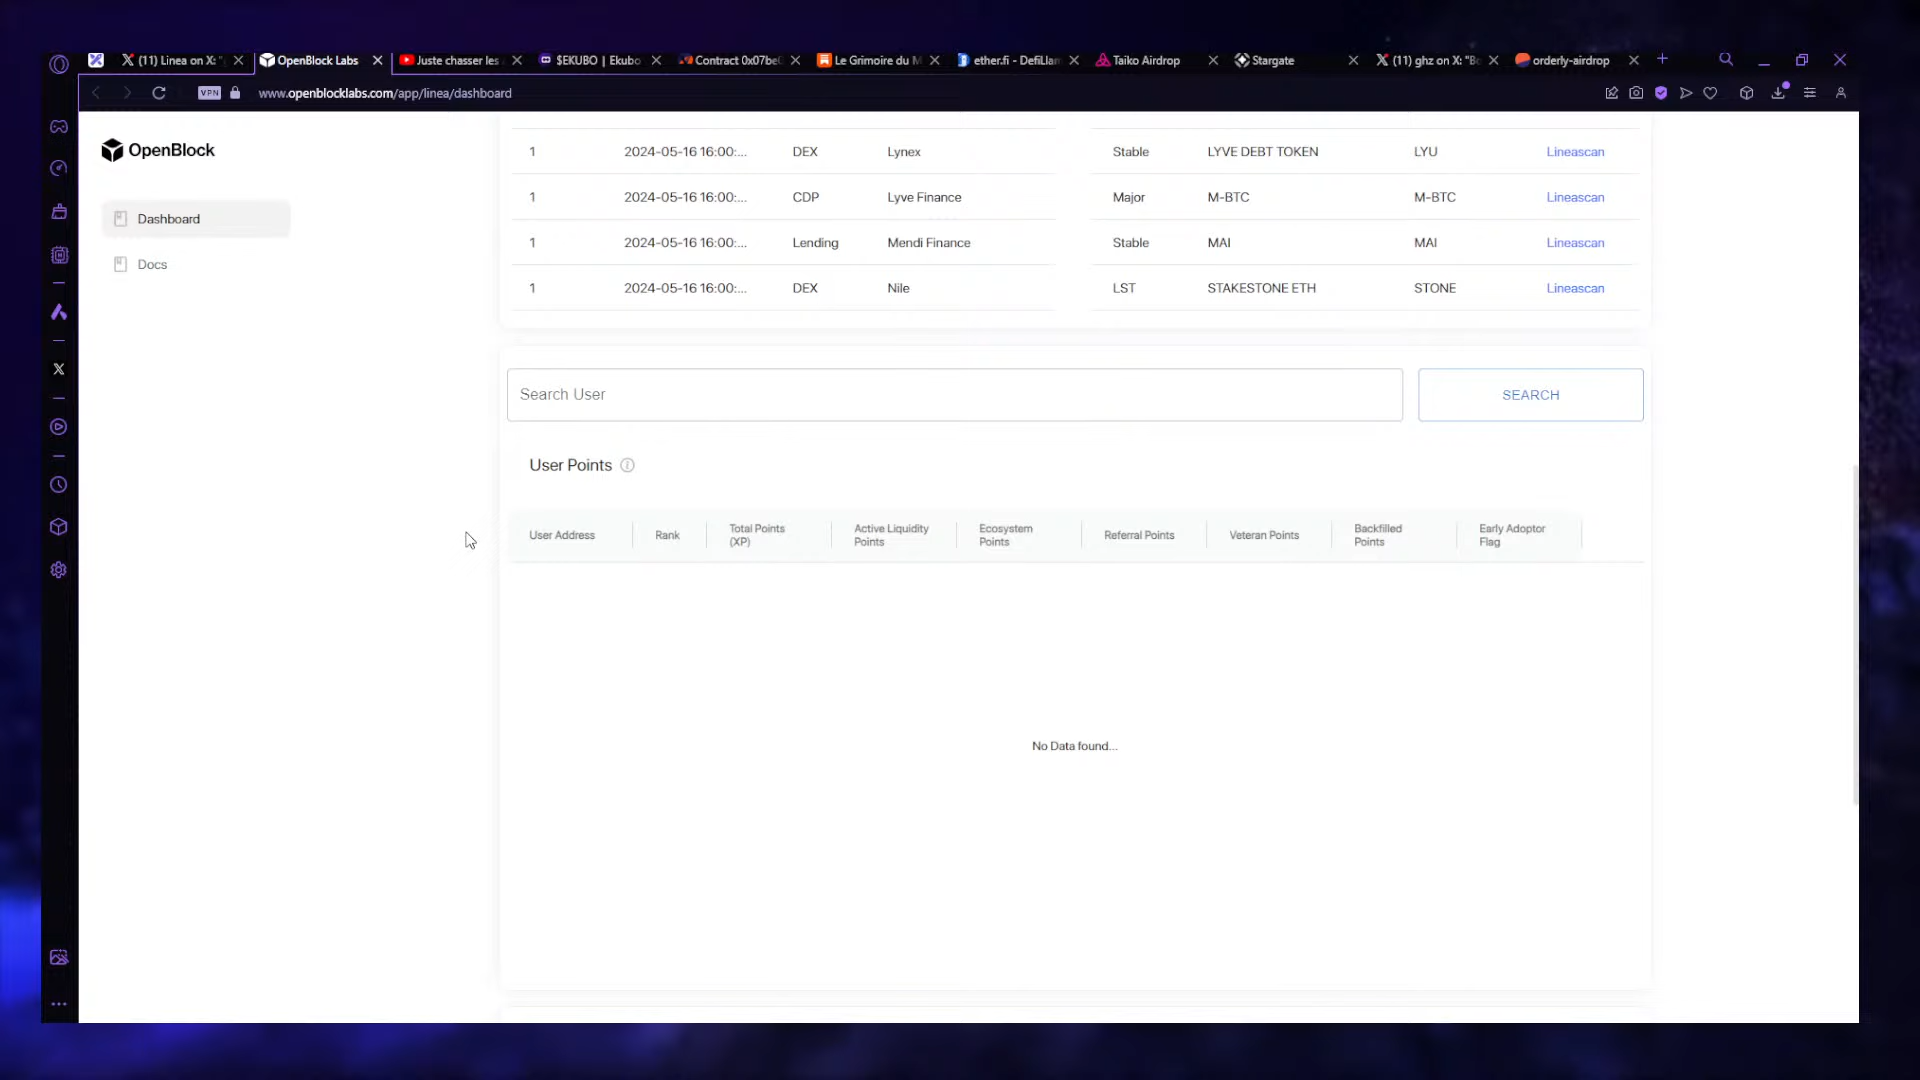 (11) Linea on X: "
OpenBlock Labs
Juste chasser les
$EKUBO | Ekubo
Contract 0x07be
Le Grimoire du M
ether.fi - DefiLlam
Taiko Airdrop
Stargate
(11) ghz on X: "Bo
orderly-airdrop
VPN
www.openblocklabs.com/app/linea/dashboard
OpenBlock
Dashboard
Docs
1 2024-05-16 16:00:... DEX Lynex Stable LYVE DEBT TOKEN LYU Lineascan
1 2024-05-16 16:00:... CDP Lyve Finance Major M-BTC M-BTC Lineascan
1 2024-05-16 16:00:... Lending Mendi Finance Stable MAI MAI Lineascan
1 2024-05-16 16:00:... DEX Nile LST STAKESTONE ETH STONE Lineascan
Search User
SEARCH
User Points
User Address
Rank
Total Points
(XP)
Active Liquidity
Points
Ecosystem
Points
Referral Points
Veteran Points
Backfilled
Points
Early Adoptor
Flag
No Data found...